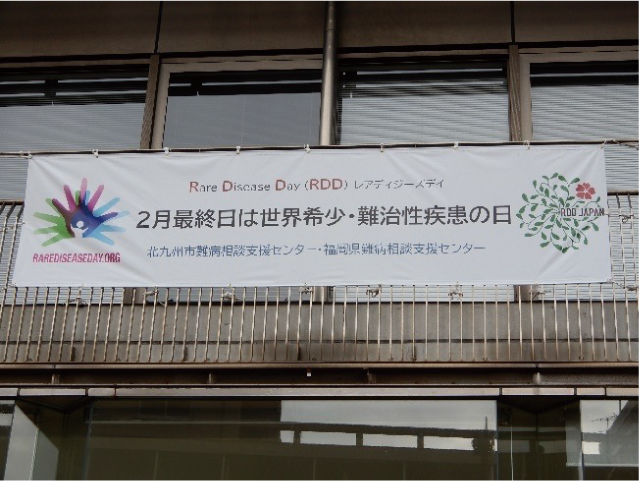 Rare Disease Day (RDD) レアディジーズデイ
2月最終日は世界希少・難治性疾患の日
北九州市難病相談支援センター・福岡県難病相談支援センター
RAREDISEASEDAY.ORG
RDD JAPAN